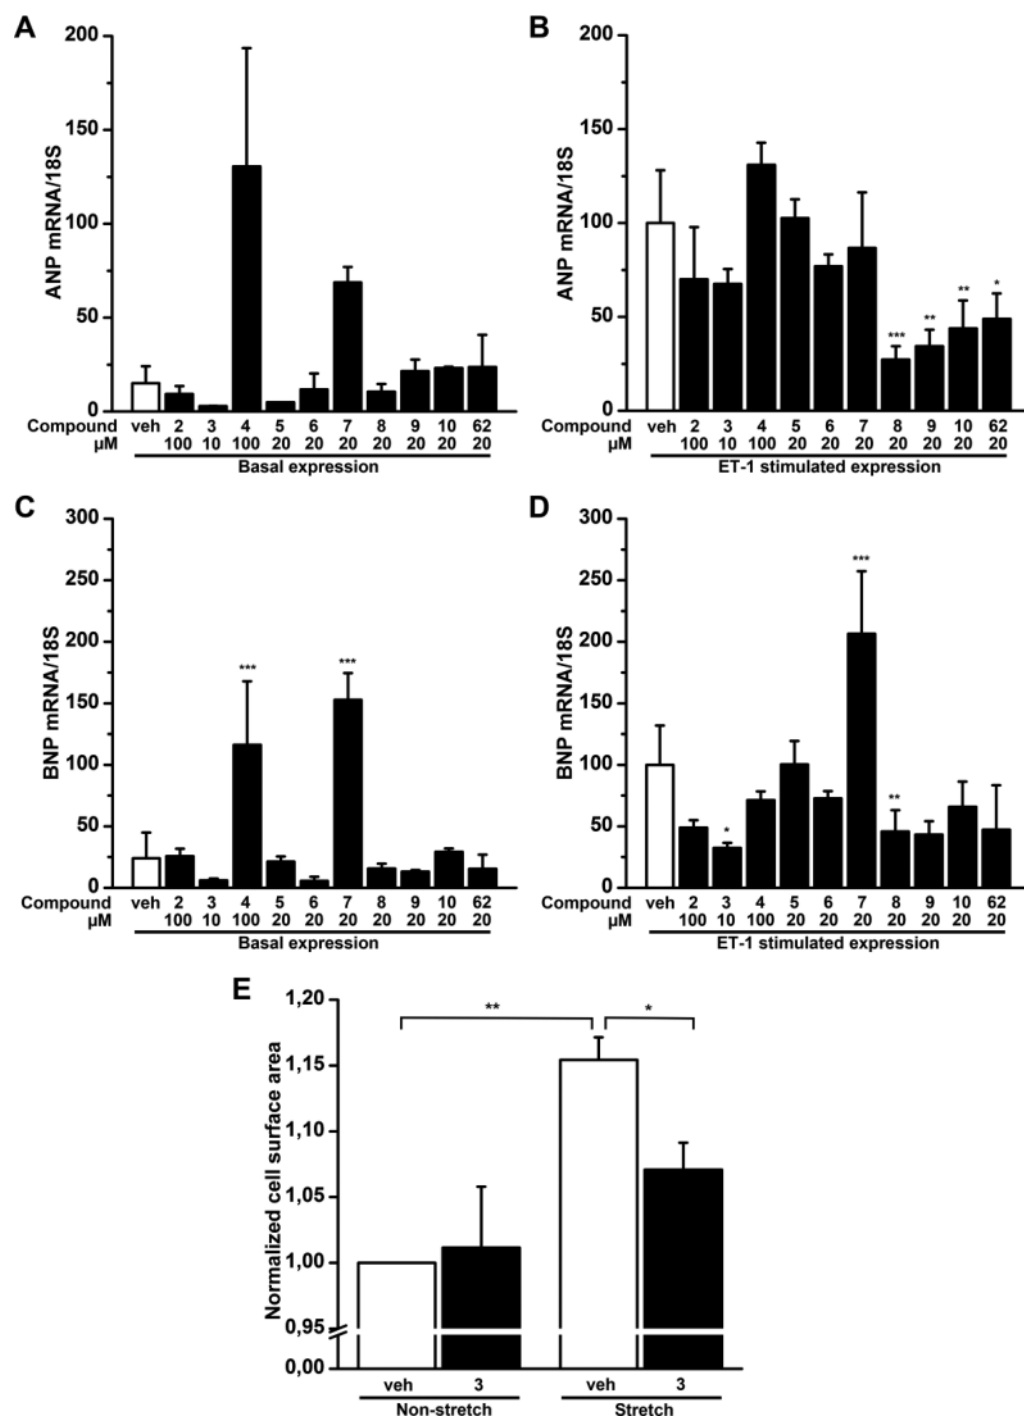 A
200
150
100
50
0
ANP mRNA/18S
Compound veh 2 3 4 5 6 7 8 9 10 62
µM 100 10 100 20 20 20 20 20 20 20
Basal expression
B
200
150
100
50
0
ANP mRNA/18S
***
**
**
*
Compound veh 2 3 4 5 6 7 8 9 10 62
µM 100 10 100 20 20 20 20 20 20 20
ET-1 stimulated expression
C
300
250
200
150
100
50
0
BNP mRNA/18S
***
***
Compound veh 2 3 4 5 6 7 8 9 10 62
µM 100 10 100 20 20 20 20 20 20 20
Basal expression
D
300
250
200
150
100
50
0
BNP mRNA/18S
*
***
**
Compound veh 2 3 4 5 6 7 8 9 10 62
µM 100 10 100 20 20 20 20 20 20 20
ET-1 stimulated expression
E
1,20
1,15
1,10
1,05
1,00
0,95
0,00
Normalized cell surface area
**
*
veh 3 veh 3
Non-stretch Stretch